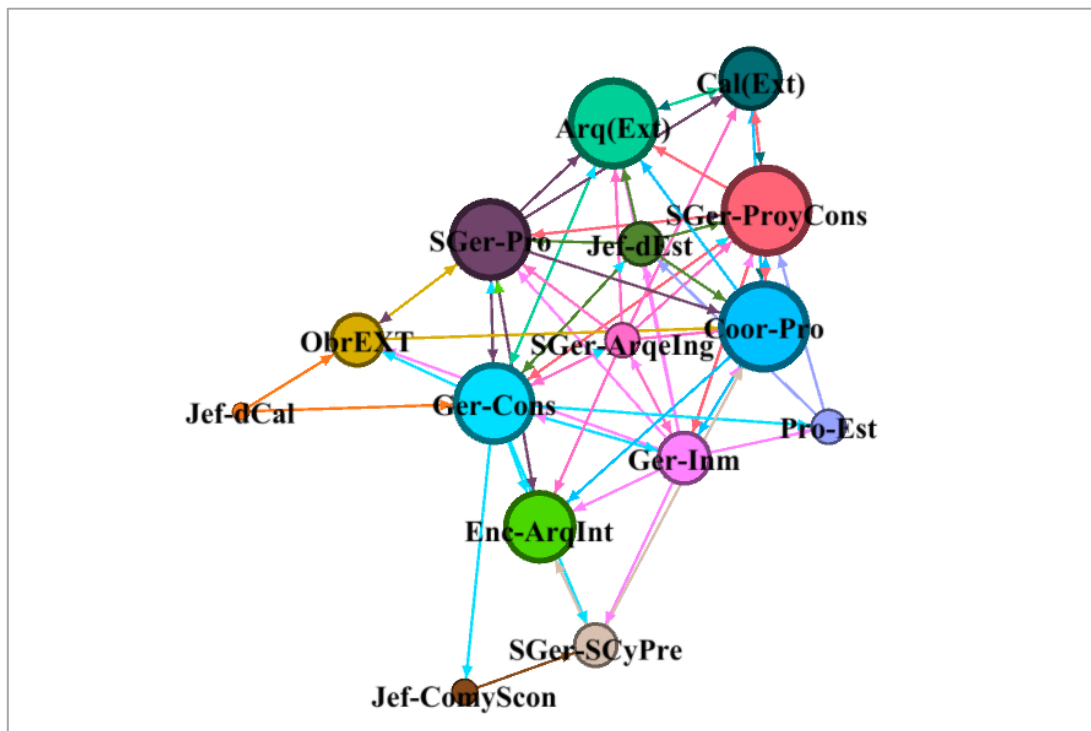 Cal(Ext)
Arq(Ext)
SGer-ProyCons
SGer-Pro
Jef-dEst
Coor-Pro
ObrEXT
SGer-ArqeIng
Jef-dCal
Ger-Cons
Pro-Est
Ger-Inm
Enc-ArqInt
SGer-SCyPre
Jef-ComyScon